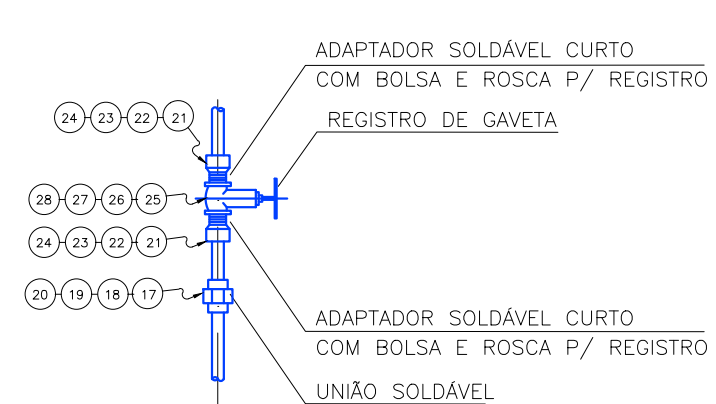 ADAPTADOR SOLDÁVEL CURTO
COM BOLSA E ROSCA P/ REGISTRO
24 23 22 21
REGISTRO DE GAVETA
28 27 26 25
24 23 22 21
20 19 18 17
ADAPTADOR SOLDÁVEL CURTO
COM BOLSA E ROSCA P/ REGISTRO
UNIÃO SOLDÁVEL